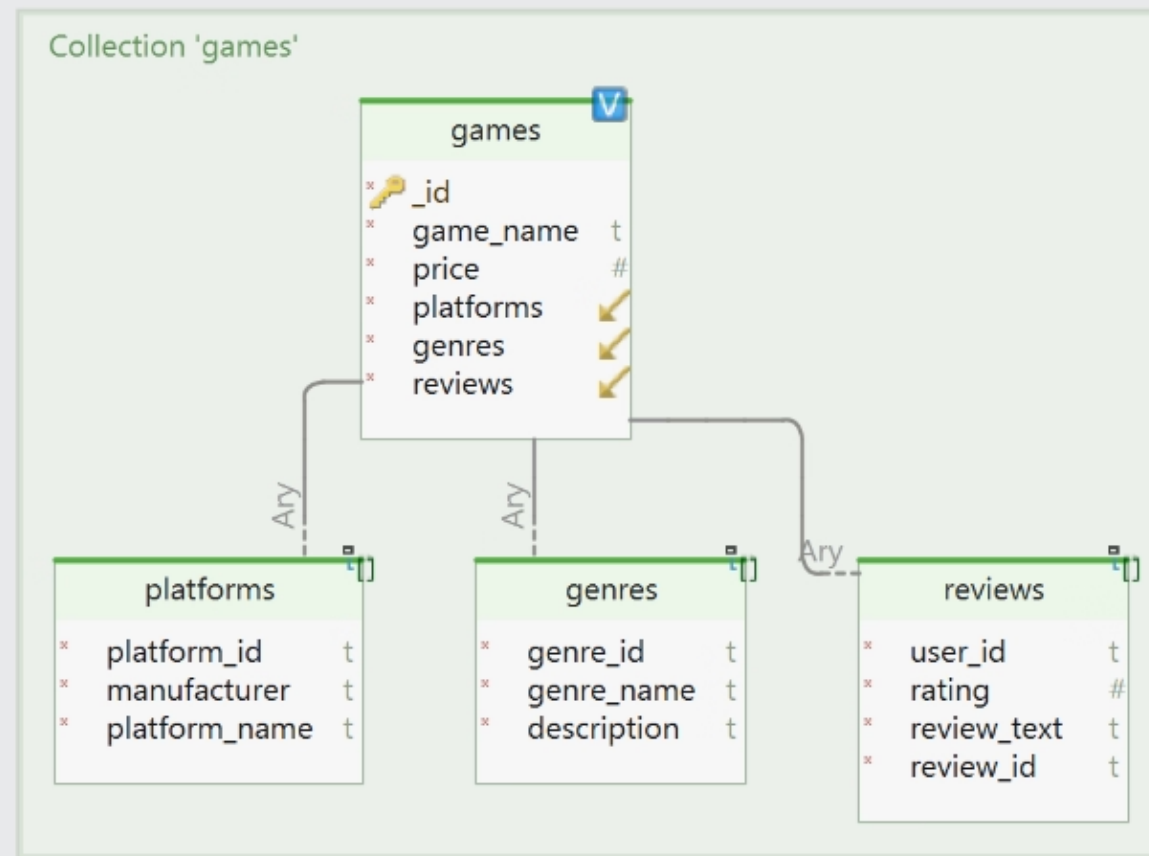 Collection 'games'
V
games
_id
game_name t
price #
platforms
genres
reviews
Ary
Ary
Ary
platforms
platform_id t
manufacturer t
platform_name t
genres
genre_id t
genre_name t
description t
reviews
user_id t
rating #
review_text t
review_id t